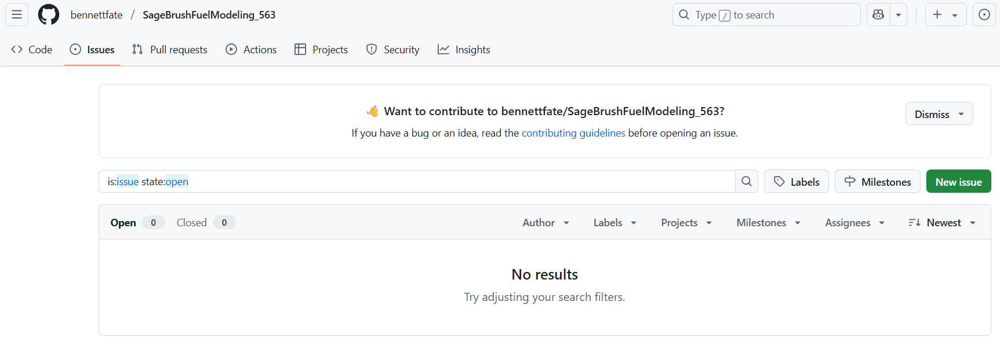 bennettfate / SageBrushFuelModeling_563
Type / to search
Code Issues Pull requests Actions Projects Security Insights
👋 Want to contribute to bennettfate/SageBrushFuelModeling_563?
Dismiss
If you have a bug or an idea, read the contributing guidelines before opening an issue.
is:issue state:open
Labels Milestones New issue
Open 0 Closed 0 Author Labels Projects Milestones Assignees Newest
No results
Try adjusting your search filters.